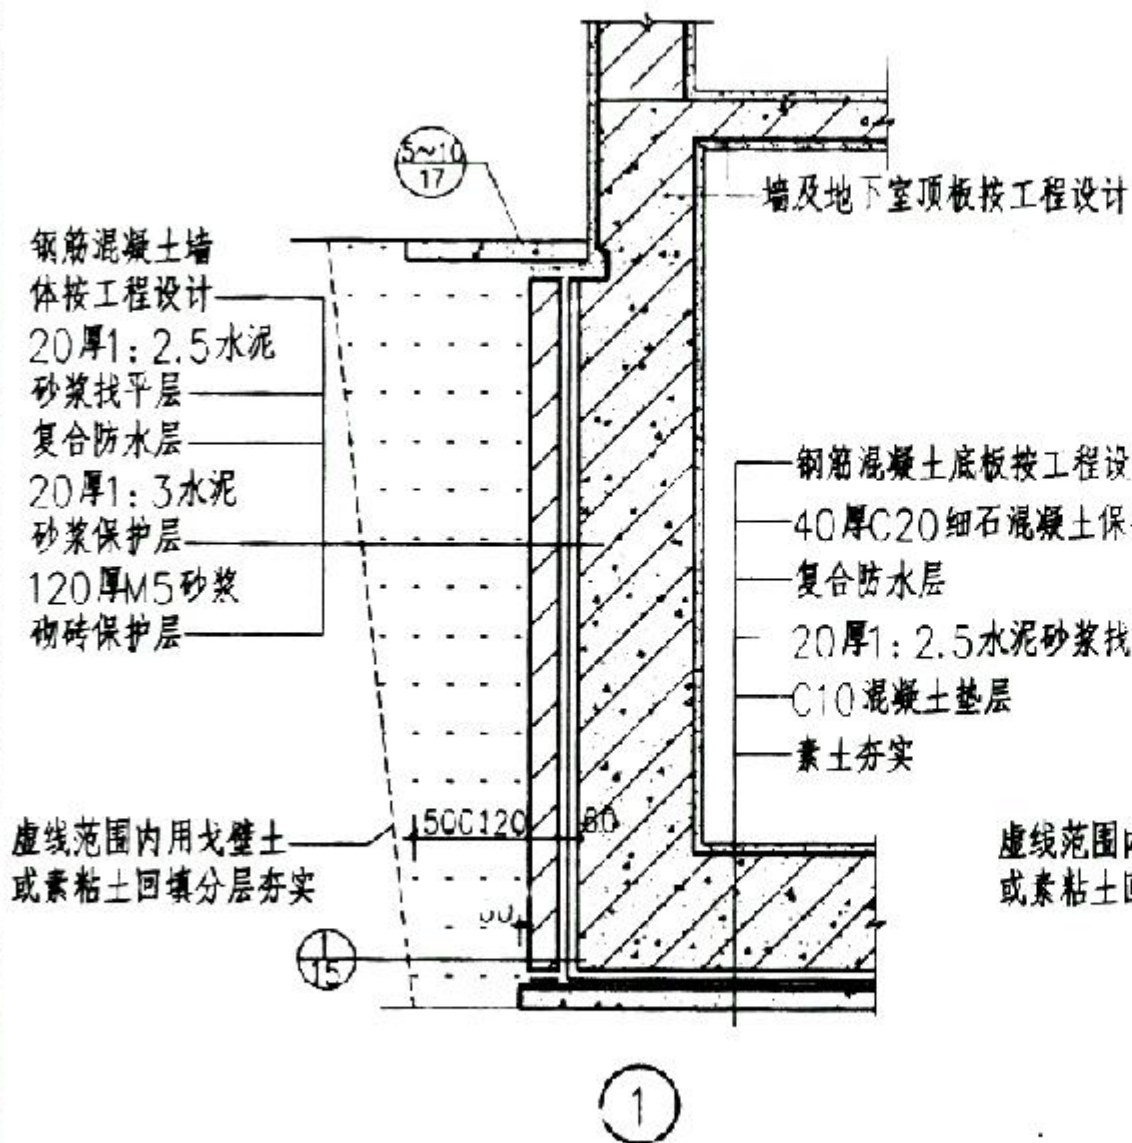 5~10
17
墙及地下室顶板按工程设计
钢筋混凝土墙
体按工程设计
20厚1:2.5水泥
砂浆找平层
复合防水层
20厚1:3水泥
砂浆保护层
120厚M5砂浆
砌砖保护层
钢筋混凝土底板按工程设
40厚C20细石混凝土保
复合防水层
20厚1:2.5水泥砂浆找
C10混凝土垫层
素土夯实
500120
60
虚线范围内用戈壁土
或素粘土回填分层夯实
虚线范围内
或素粘土回
1
15
1